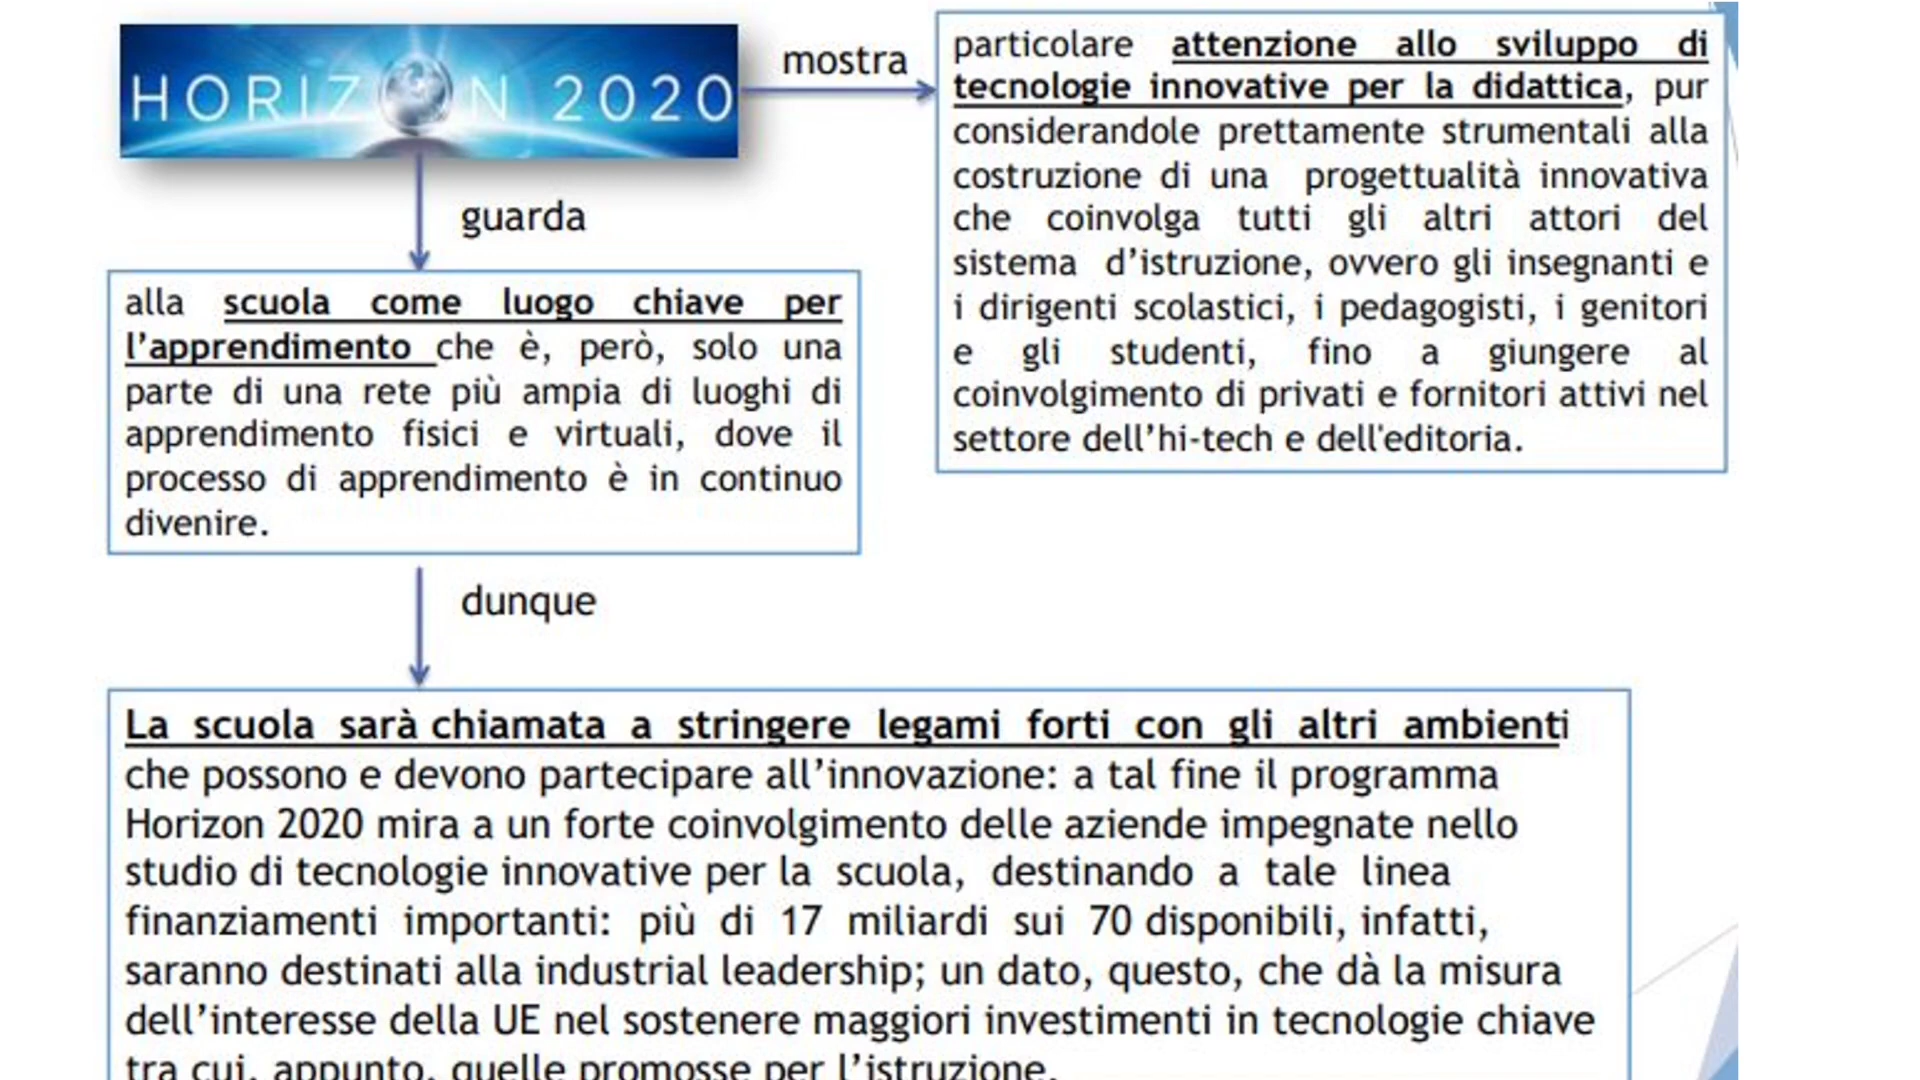 HORIZON 2020
mostra
particolare attenzione allo sviluppo di
tecnologie innovative per la didattica, pur
considerandole prettamente strumentali alla
costruzione di una progettualità innovativa
che coinvolga tutti gli altri attori del
sistema d’istruzione, ovvero gli insegnanti e
i dirigenti scolastici, i pedagogisti, i genitori
e gli studenti, fino a giungere al
coinvolgimento di privati e fornitori attivi nel
settore dell’hi-tech e dell'editoria.
guarda
alla scuola come luogo chiave per
l’apprendimento che è, però, solo una
parte di una rete più ampia di luoghi di
apprendimento fisici e virtuali, dove il
processo di apprendimento è in continuo
divenire.
dunque
La scuola sarà chiamata a stringere legami forti con gli altri ambienti
che possono e devono partecipare all’innovazione: a tal fine il programma
Horizon 2020 mira a un forte coinvolgimento delle aziende impegnate nello
studio di tecnologie innovative per la scuola, destinando a tale linea
finanziamenti importanti: più di 17 miliardi sui 70 disponibili, infatti,
saranno destinati alla industrial leadership; un dato, questo, che dà la misura
dell’interesse della UE nel sostenere maggiori investimenti in tecnologie chiave
tra cui, appunto, quelle promosse per l’istruzione.